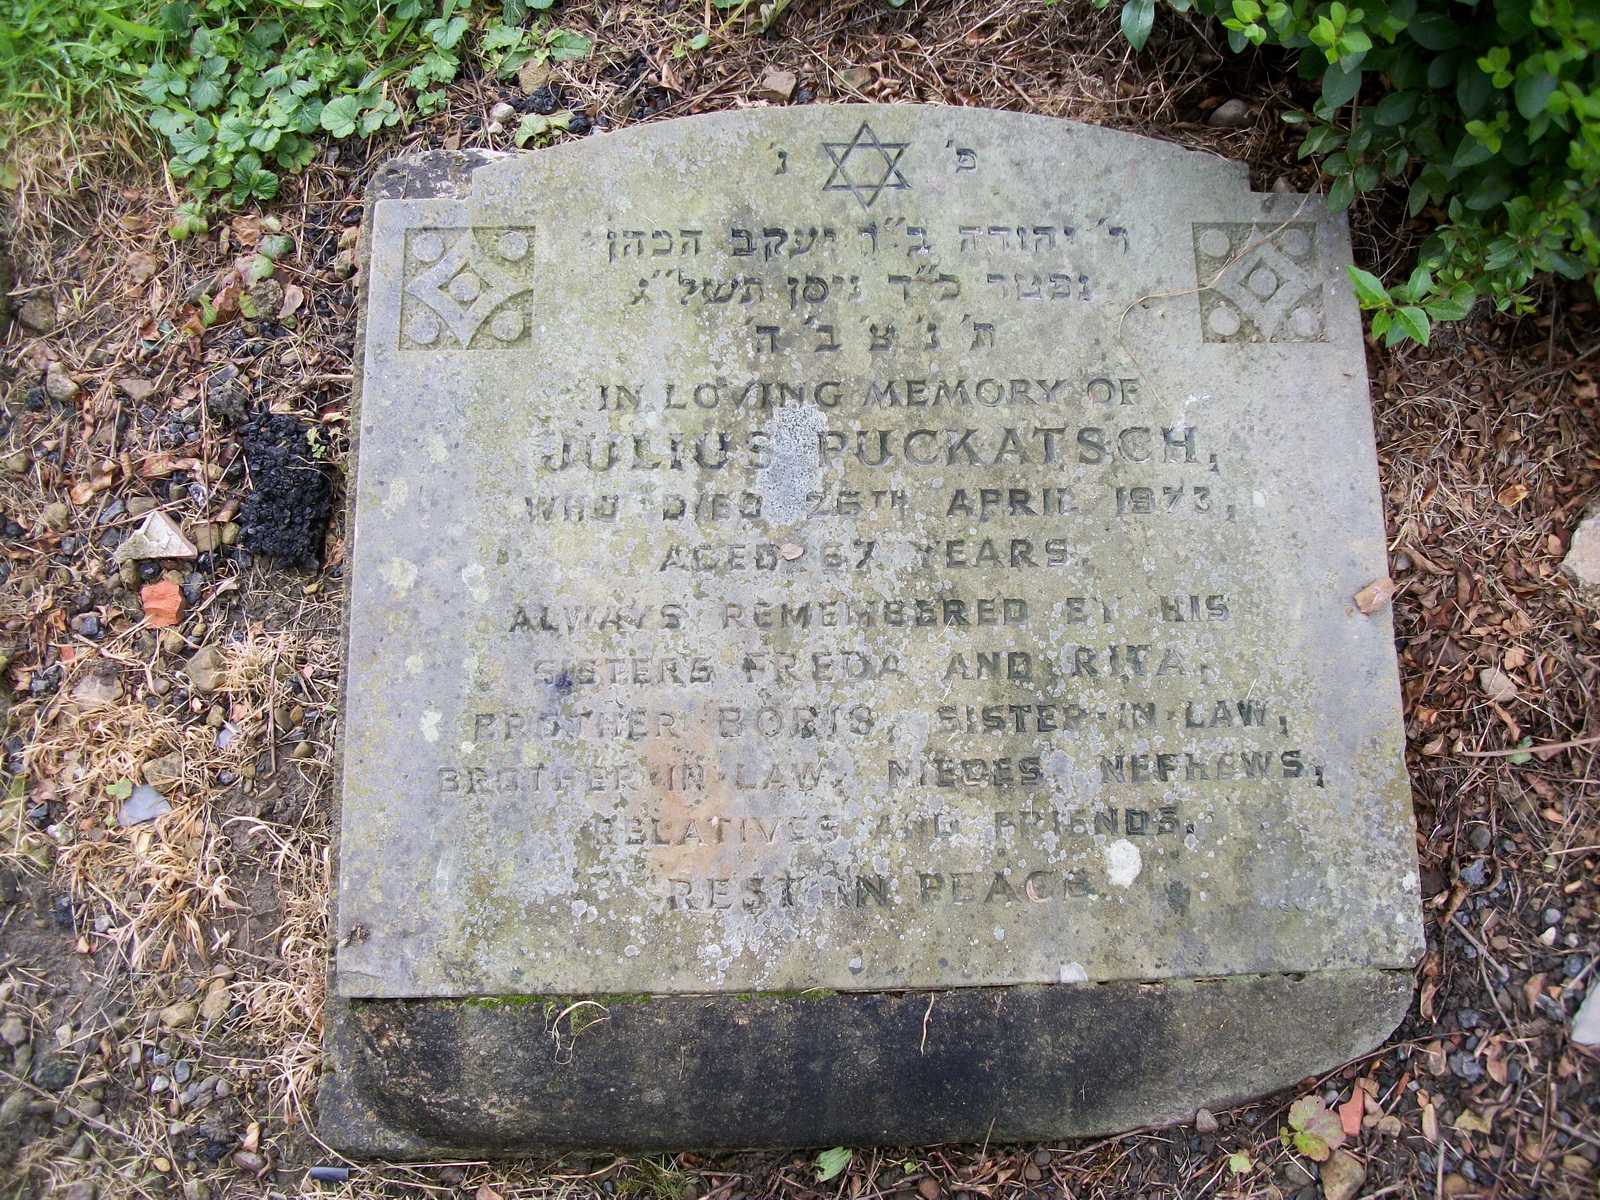 פ' נ'
ר' יהודה ב"ר יעקב הכהן
נפטר כ"ד ניסן תשל"ג
ת' נ' צ' ב' ה'
IN LOVING MEMORY OF
JULIUS PUCKATSCH,
WHO DIED 26TH APRIL 1973,
AGED 67 YEARS.
ALWAYS REMEMBERED BY HIS
SISTERS FREDA AND RITA,
BROTHER BORIS, SISTER-IN-LAW,
BROTHER-IN-LAW, NIECES, NEPHEWS,
RELATIVES AND FRIENDS.
REST IN PEACE